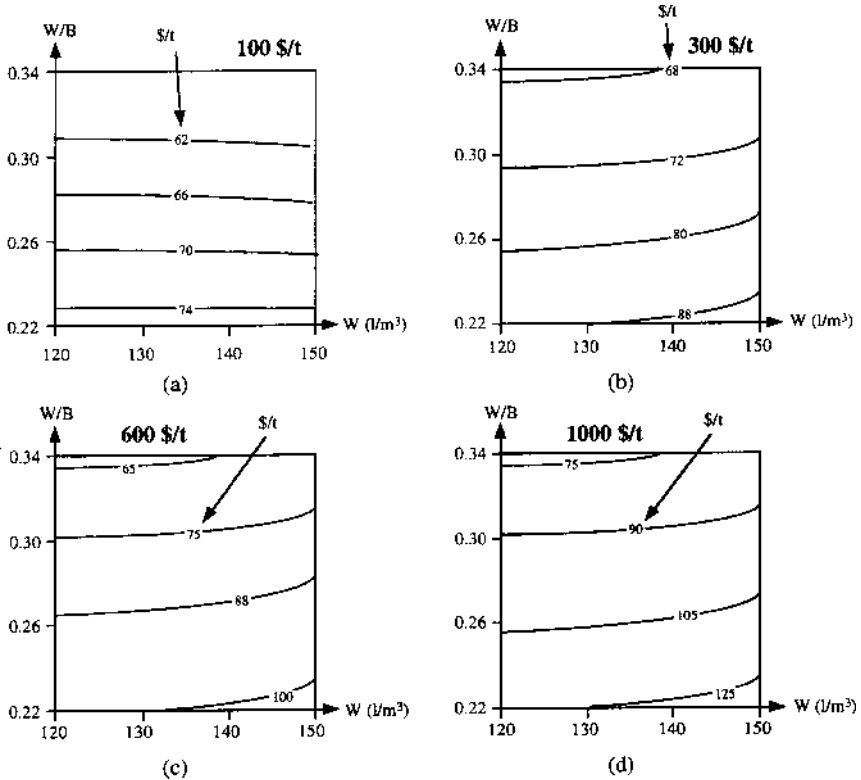 W/B
$/t
100 $/t
0.34
62
0.30
66
0.26
70
74
0.22
W (l/m³)
120 130 140 150
(a)
W/B
$/t
300 $/t
0.34
68
0.30
72
0.26
80
88
0.22
W (l/m³)
120 130 140 150
(b)
W/B
600 $/t
$/t
0.34
65
0.30
75
88
0.26
100
0.22
W (l/m³)
120 130 140 150
(c)
W/B
1000 $/t
$/t
0.34
75
0.30
90
0.26
105
125
0.22
W (l/m³)
120 130 140 150
(d)